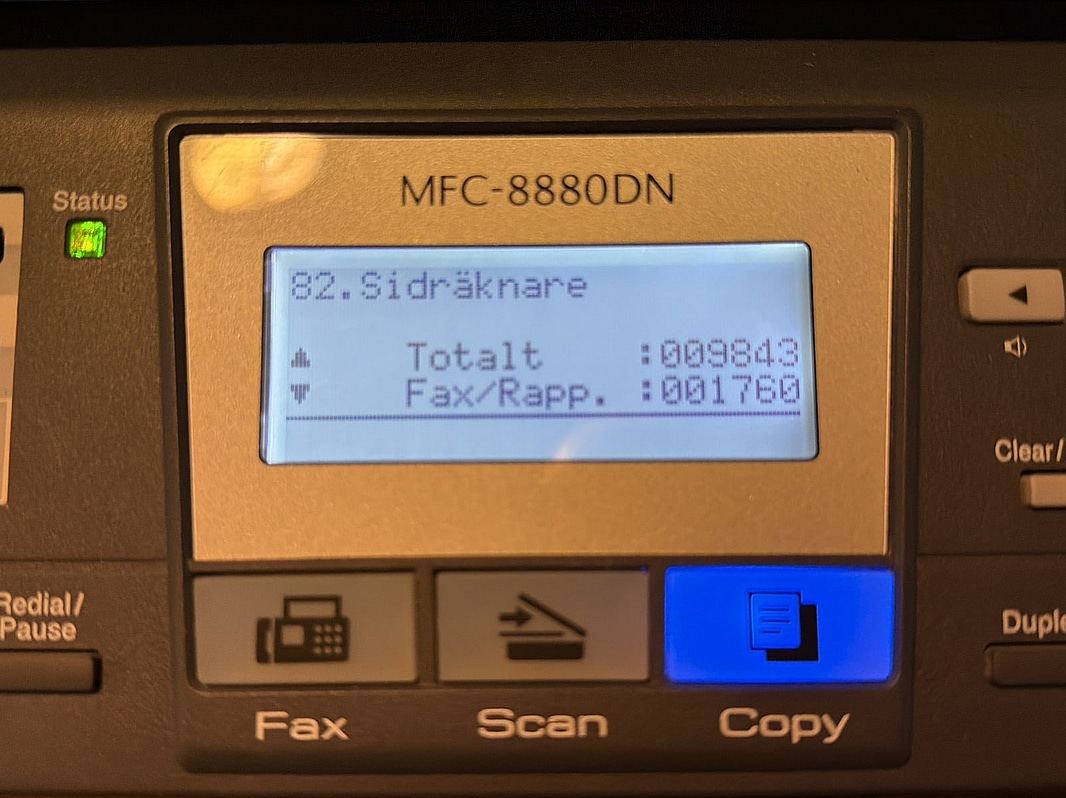 MFC-8880DN
Status
82.Sidräknare
Totalt :009843
Fax/Rapp. :001760
Clear/
Redial/
Pause
Duple
Fax
Scan
Copy